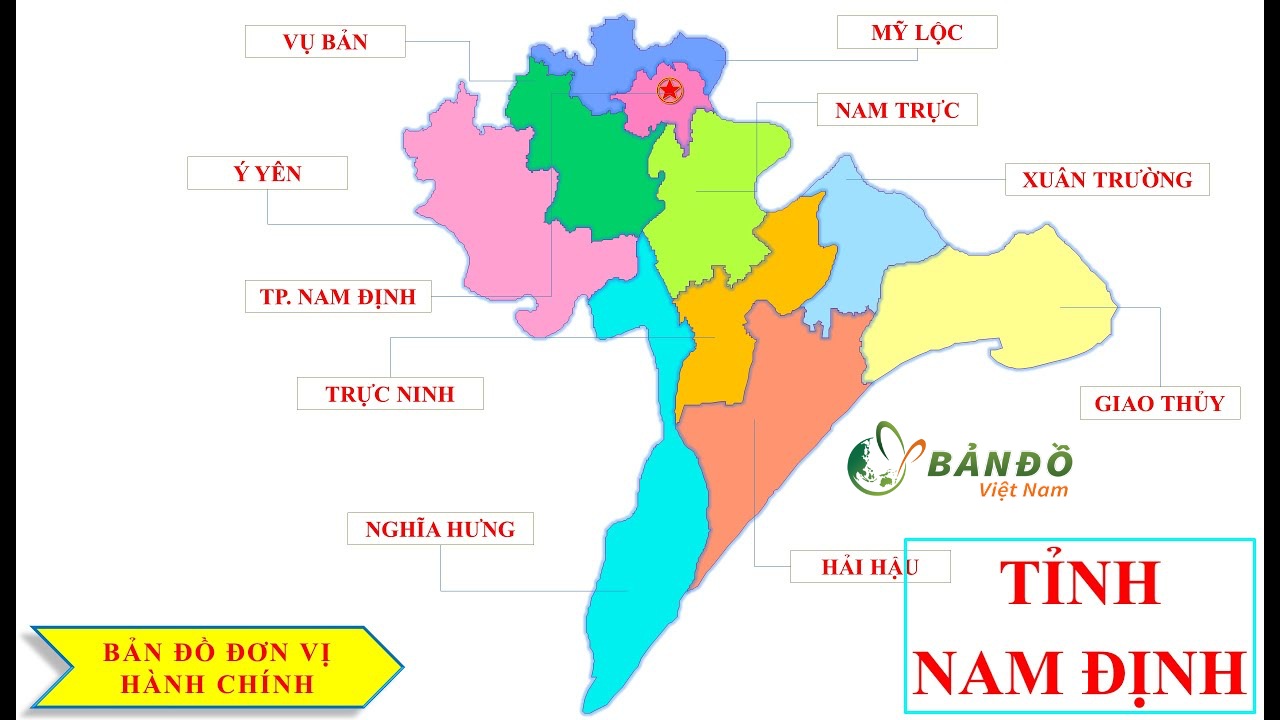 VỤ BẢN
MỸ LỘC
NAM TRỰC
Ý YÊN
XUÂN TRƯỜNG
TP. NAM ĐỊNH
TRỰC NINH
GIAO THỦY
BẢN ĐỒ
Việt Nam
NGHĨA HƯNG
HẢI HẬU
TỈNH
NAM ĐỊNH
BẢN ĐỒ ĐƠN VỊ
HÀNH CHÍNH